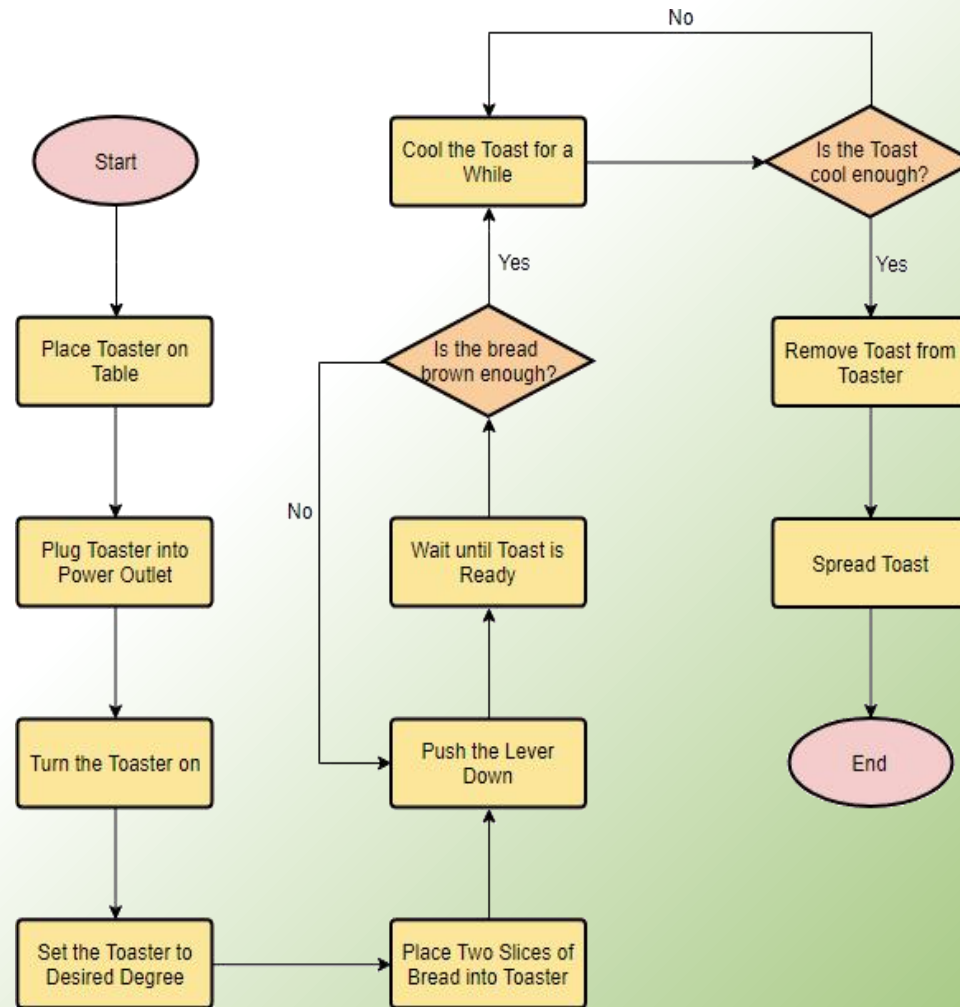 Start
Place Toaster on
Table
Plug Toaster into
Power Outlet
Turn the Toaster on
Set the Toaster to
Desired Degree
Place Two Slices of
Bread into Toaster
Push the Lever
Down
Wait until Toast is
Ready
Is the bread
brown enough?
No
Yes
Cool the Toast for a
While
Is the Toast
cool enough?
No
Yes
Remove Toast from
Toaster
Spread Toast
End